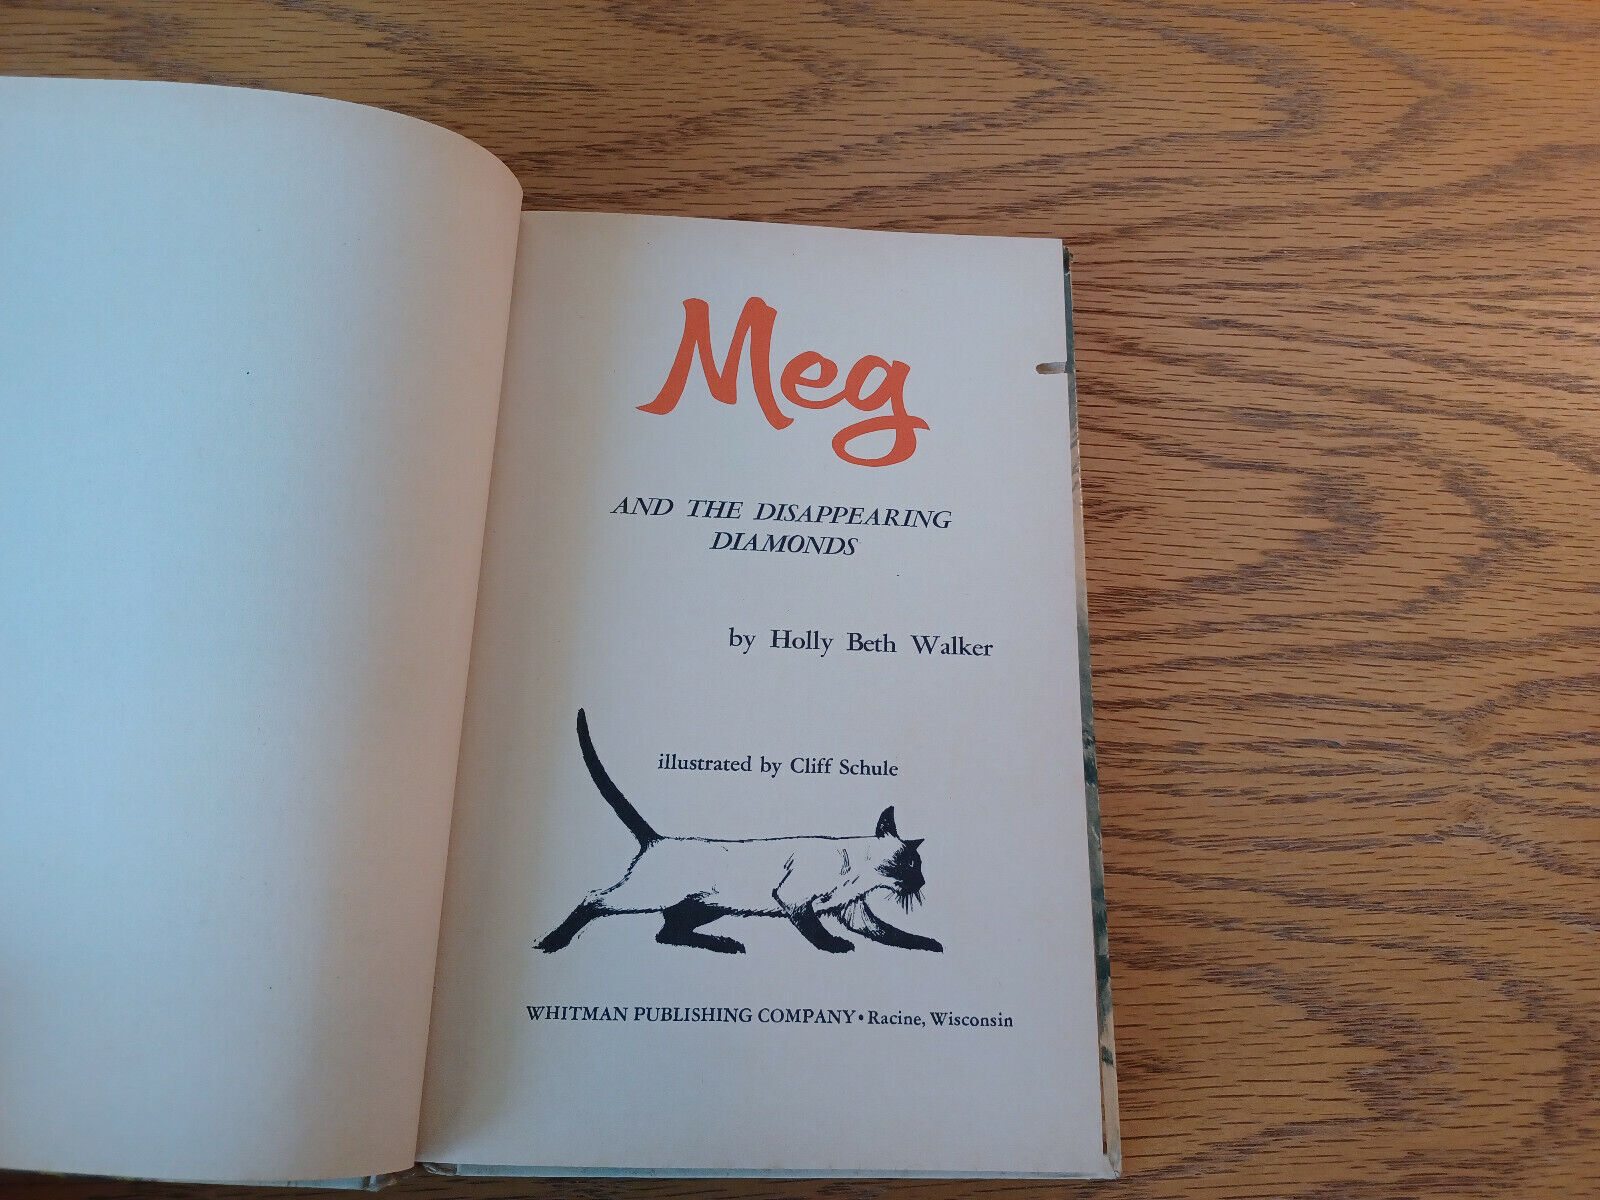 Meg
AND THE DISAPPEARING
DIAMONDS
by Holly Beth Walker
illustrated by Cliff Schule
WHITMAN PUBLISHING COMPANY • Racine, Wisconsin